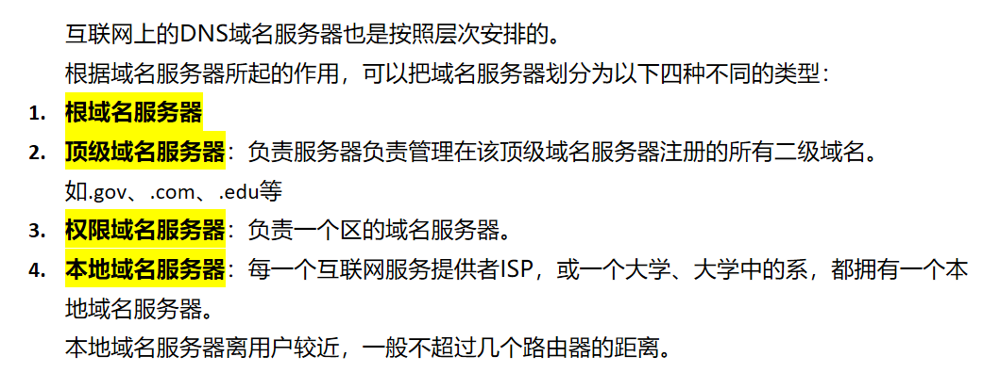 互联网上的DNS域名服务器也是按照层次安排的。
根据域名服务器所起的作用，可以把域名服务器划分为以下四种不同的类型：
1. 根域名服务器
2. 顶级域名服务器：负责服务器负责管理在该顶级域名服务器注册的所有二级域名。
如.gov、.com、.edu等
3. 权限域名服务器：负责一个区的域名服务器。
4. 本地域名服务器：每一个互联网服务提供者ISP，或一个大学、大学中的系，都拥有一个本
地域名服务器。
本地域名服务器离用户较近，一般不超过几个路由器的距离。